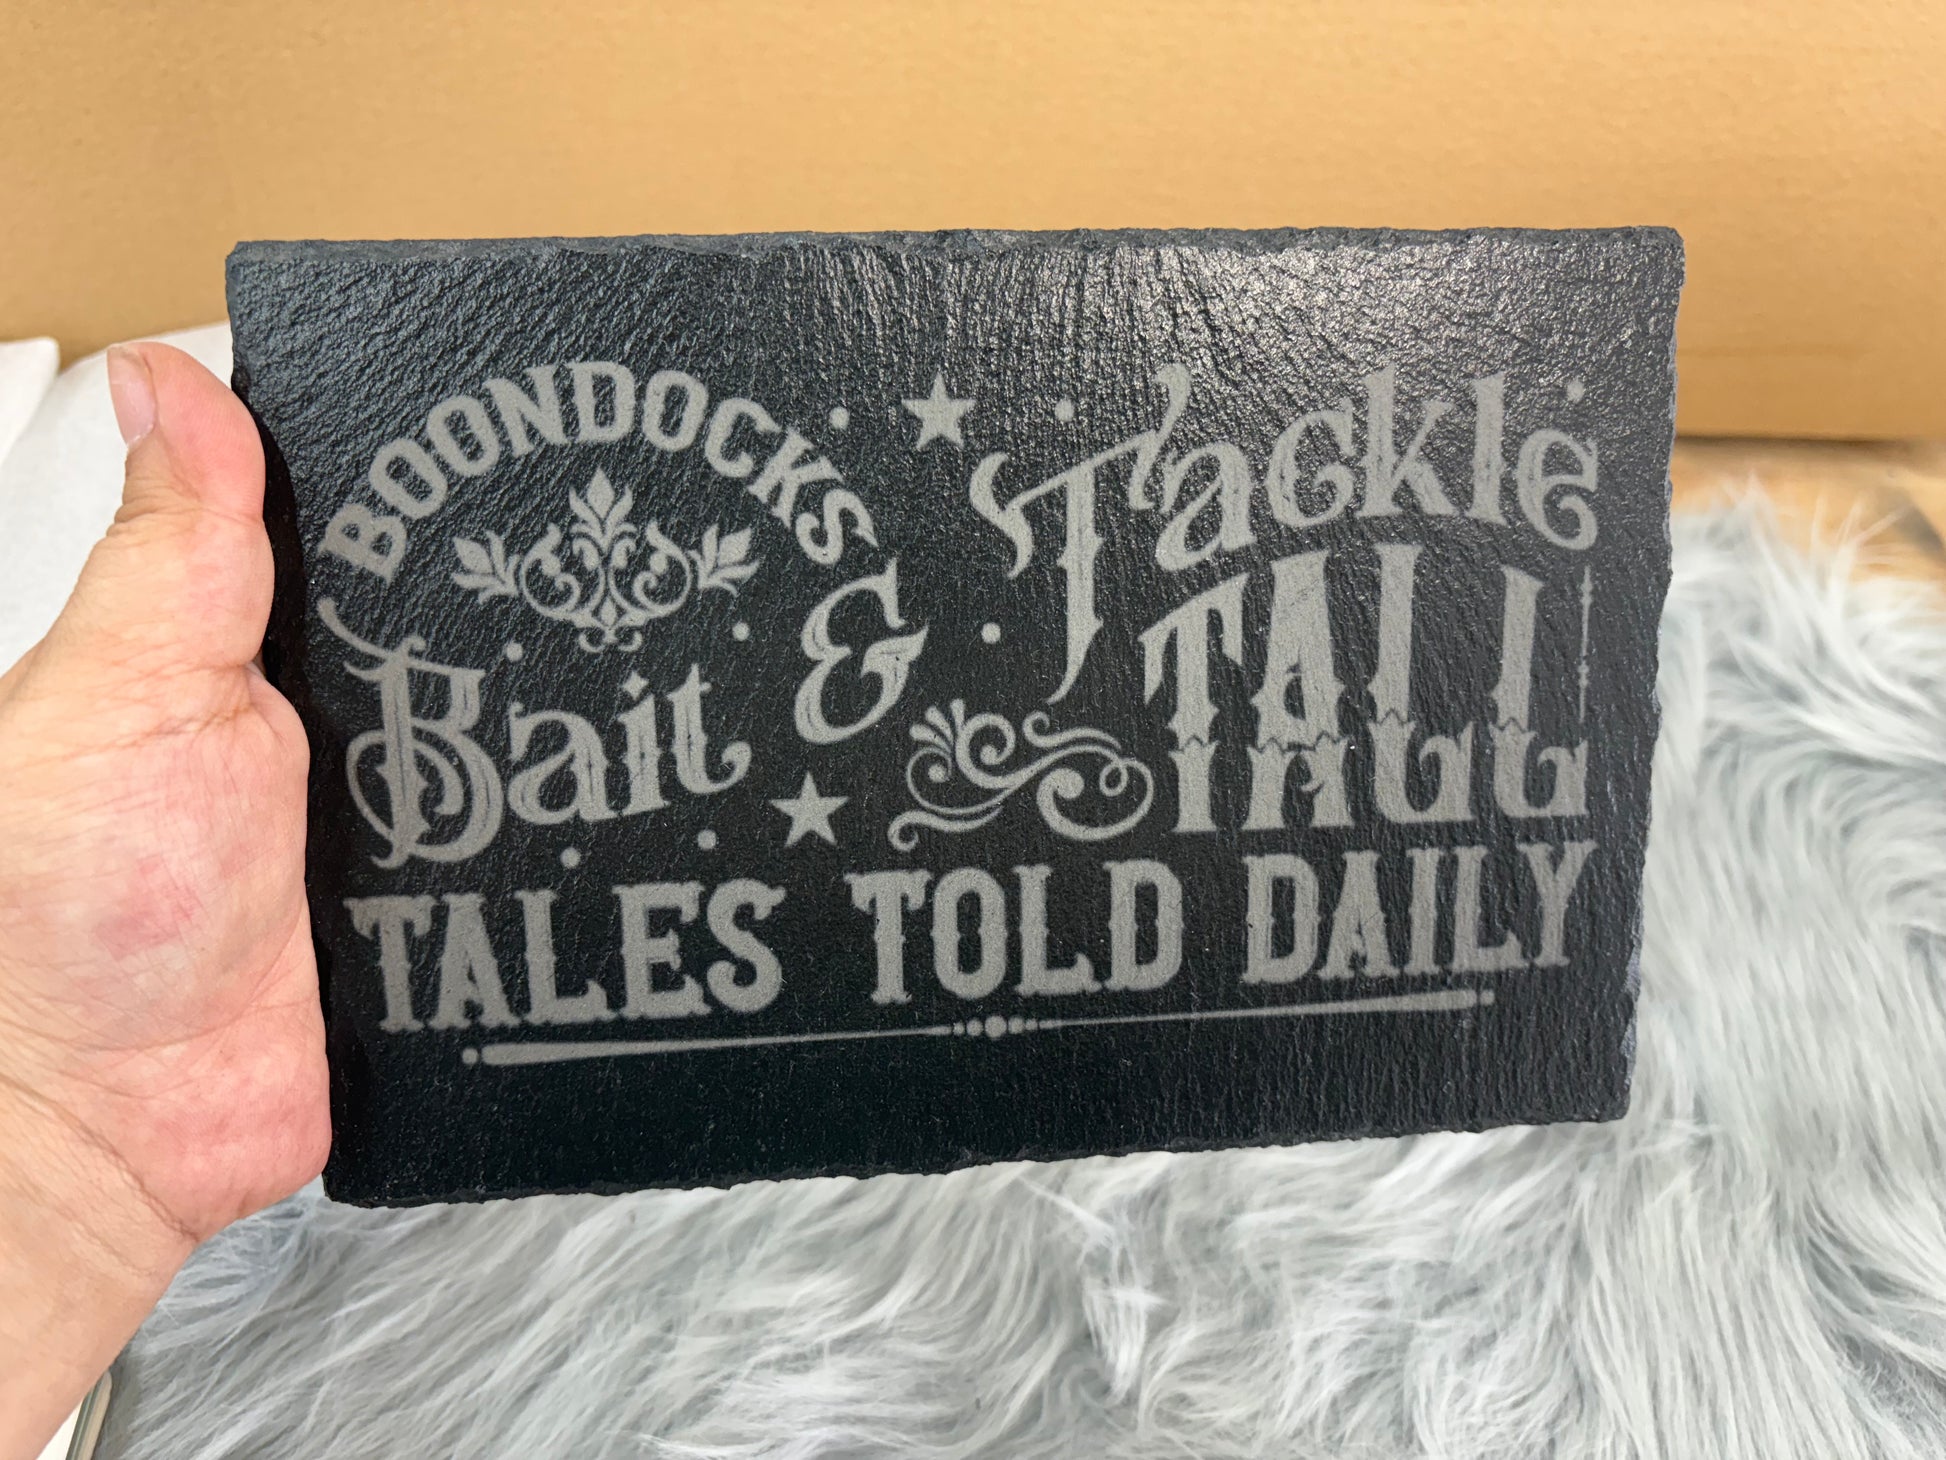 BOONDOCKS
Bait & Tackle
TALL
TALES TOLD DAILY